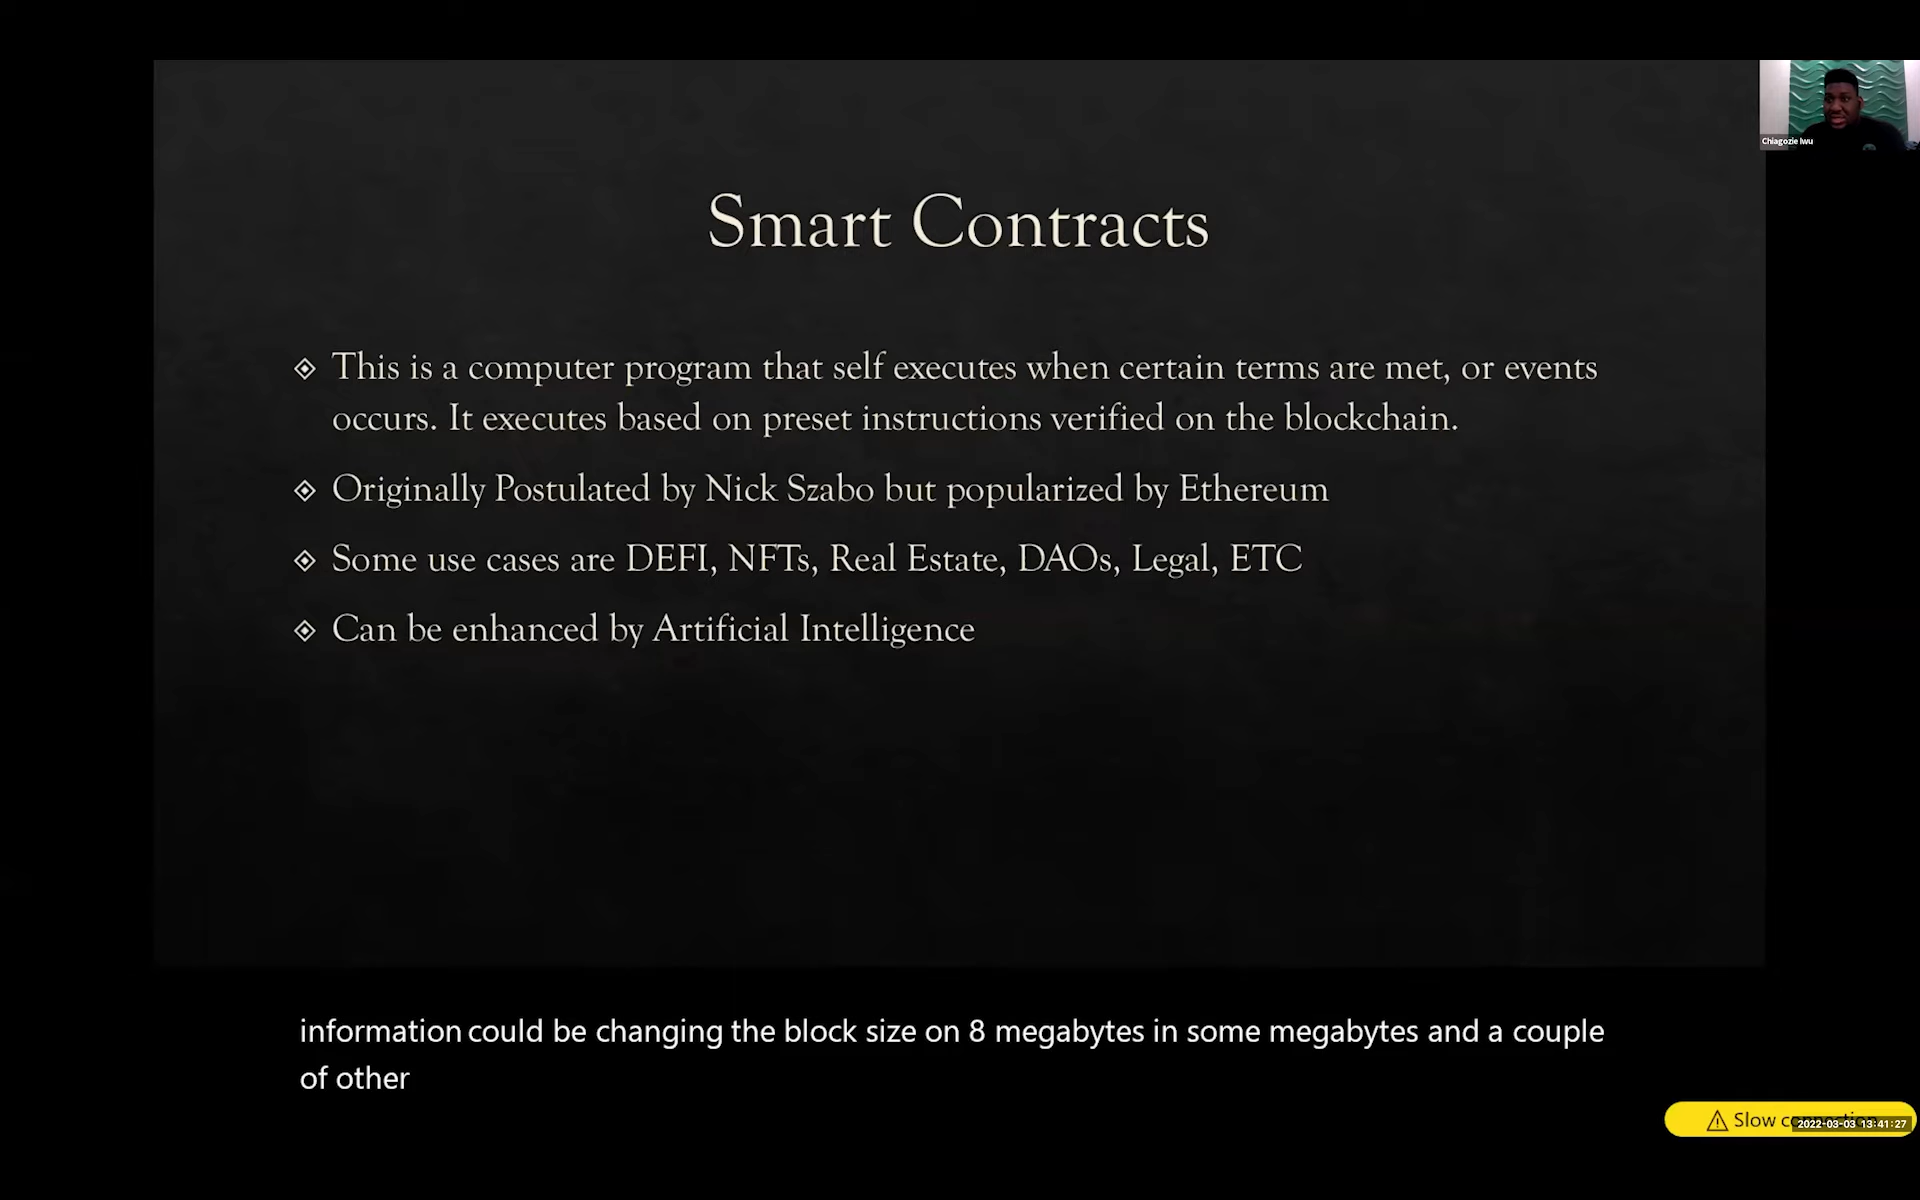 Chiagozie Iwu
Smart Contracts
This is a computer program that self executes when certain terms are met, or events
occurs. It executes based on preset instructions verified on the blockchain.
Originally Postulated by Nick Szabo but popularized by Ethereum
Some use cases are DEFI, NFTs, Real Estate, DAOs, Legal, ETC
Can be enhanced by Artificial Intelligence
information could be changing the block size on 8 megabytes in some megabytes and a couple
of other
Slow connection
2022-03-03 13:41:27